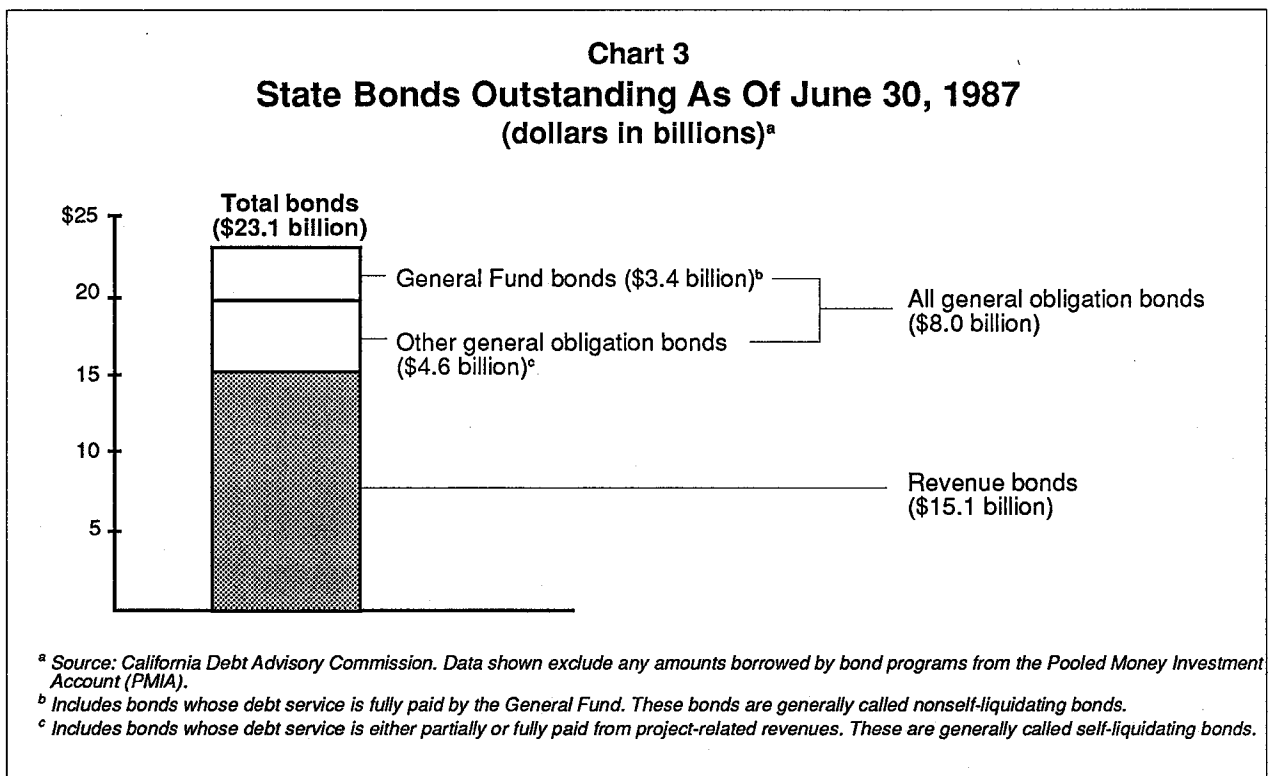 Chart 3
State Bonds Outstanding As Of June 30, 1987
(dollars in billions)ᵃ
Total bonds
($23.1 billion)
$25
20
15
10
5
General Fund bonds ($3.4 billion)ᵇ
Other general obligation bonds
($4.6 billion)ᶜ
All general obligation bonds
($8.0 billion)
Revenue bonds
($15.1 billion)
ᵃ Source: California Debt Advisory Commission. Data shown exclude any amounts borrowed by bond programs from the Pooled Money Investment
Account (PMIA).
ᵇ Includes bonds whose debt service is fully paid by the General Fund. These bonds are generally called nonself-liquidating bonds.
ᶜ Includes bonds whose debt service is either partially or fully paid from project-related revenues. These are generally called self-liquidating bonds.